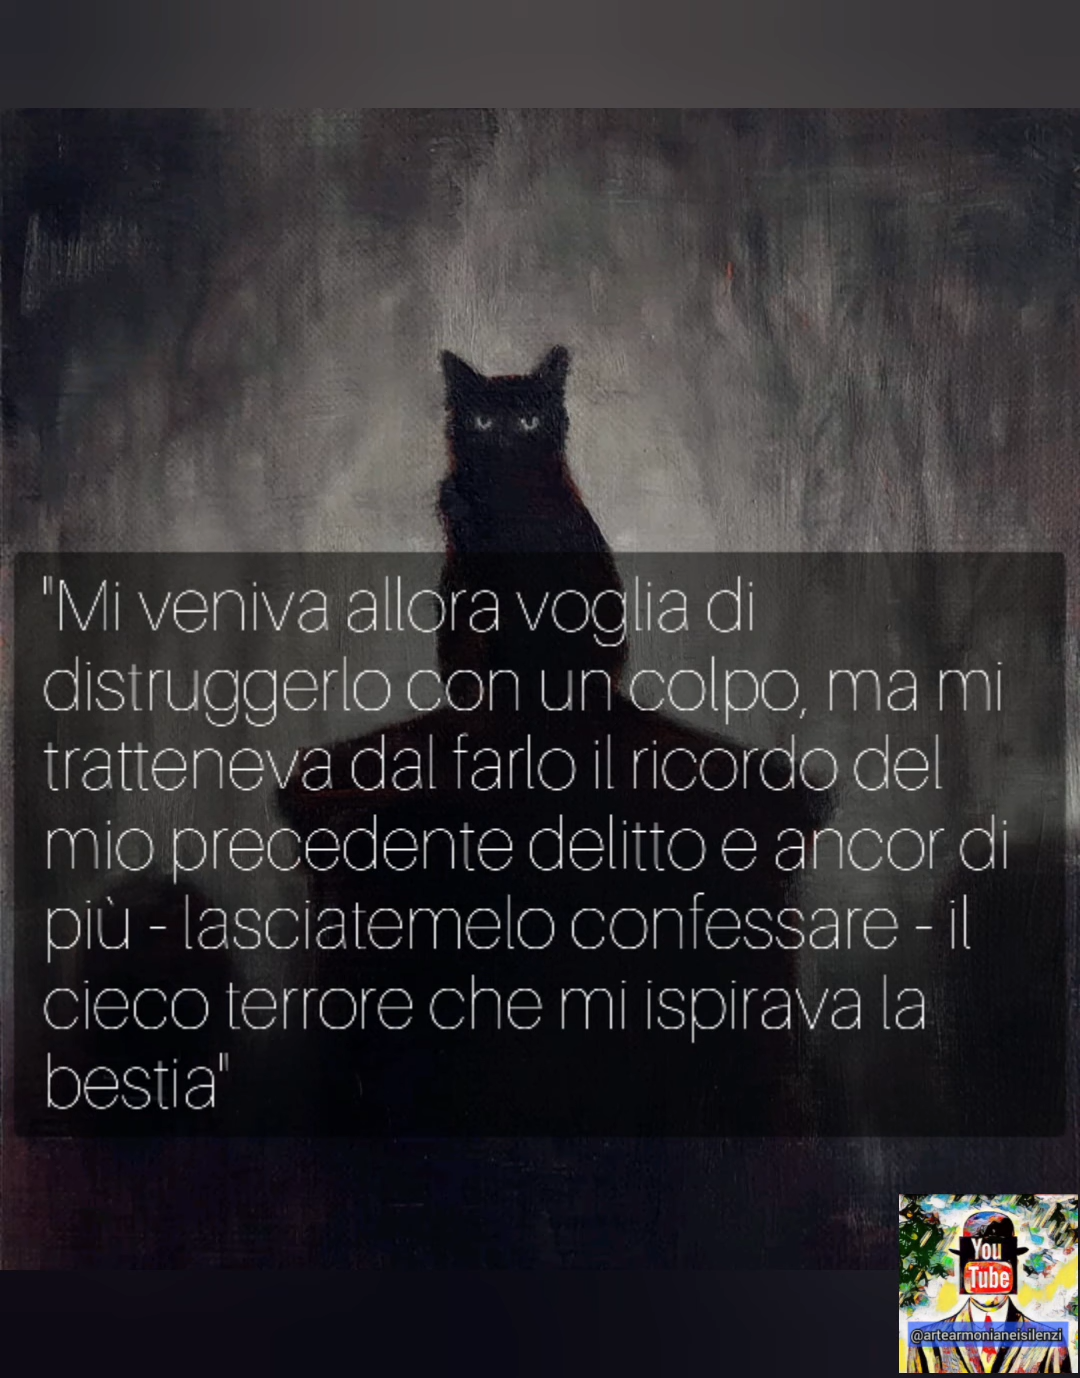 "Mi veniva allora voglia di
distruggerlo con un colpo, ma mi
tratteneva dal farlo il ricordo del
mio precedente delitto e ancor di
più - lasciatemelo confessare - il
cieco terrore che mi ispirava la
bestia"
You
Tube
@artearmonianeisilenzi